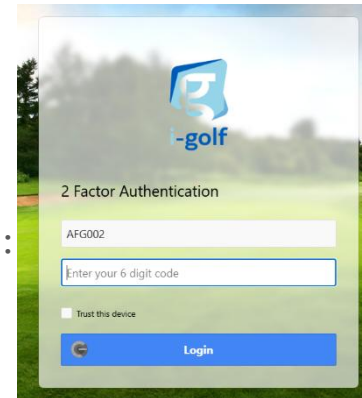 i-golf
2 Factor Authentication
AFG002
Enter your 6 digit code
Trust this device
Login